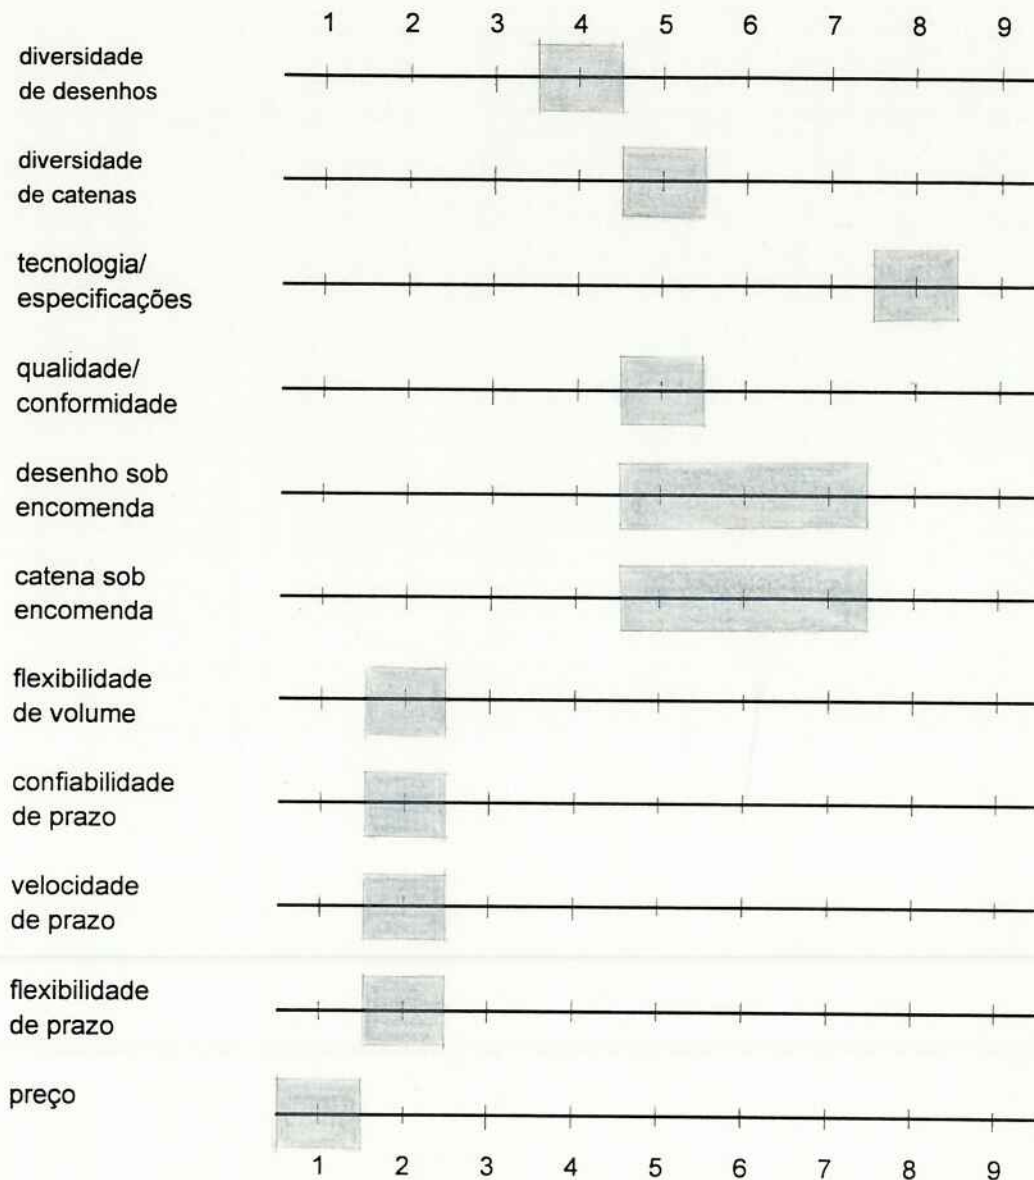 1 2 3 4 5 6 7 8 9
diversidade
de desenhos
diversidade
de catenas
tecnologia/
especificações
qualidade/
conformidade
desenho sob
encomenda
catena sob
encomenda
flexibilidade
de volume
confiabilidade
de prazo
velocidade
de prazo
flexibilidade
de prazo
preço
1 2 3 4 5 6 7 8 9